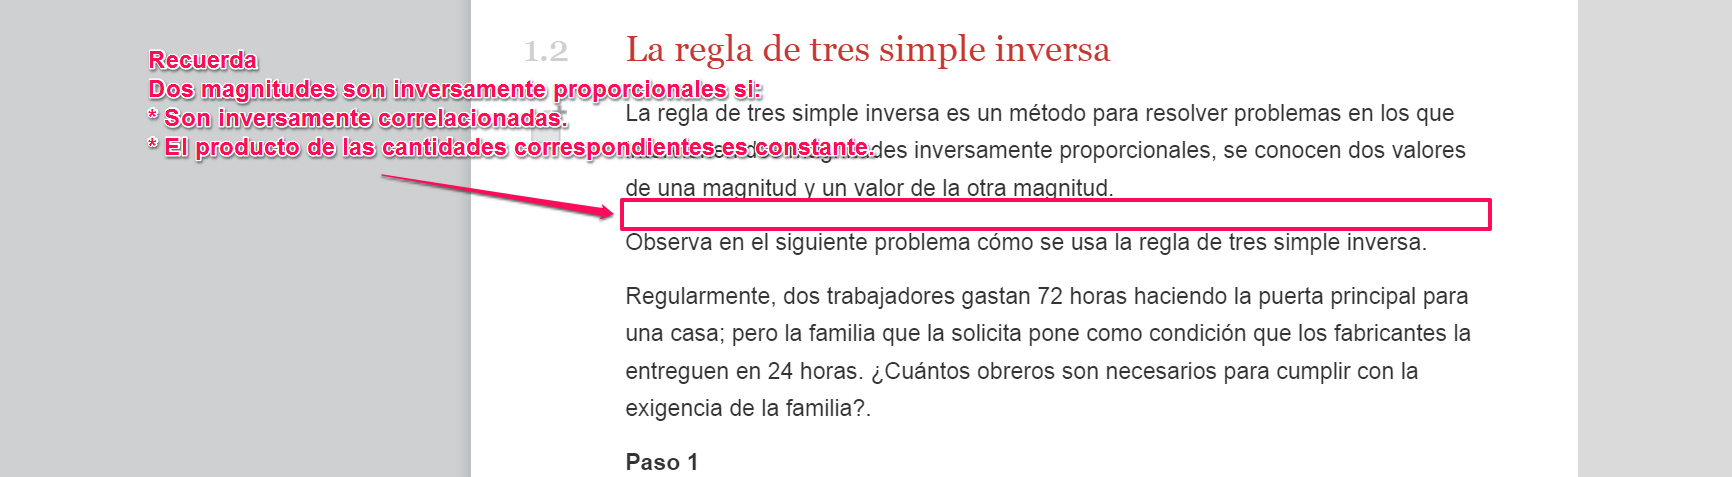 1.2 La regla de tres simple inversa
Recuerda
Dos magnitudes son inversamente proporcionales si:
* Son inversamente correlacionadas.
* El producto de las cantidades correspondientes es constante.
La regla de tres simple inversa es un método para resolver problemas en los que
dos magnitudes inversamente proporcionales, se conocen dos valores
de una magnitud y un valor de la otra magnitud.
Observa en el siguiente problema cómo se usa la regla de tres simple inversa.
Regularmente, dos trabajadores gastan 72 horas haciendo la puerta principal para
una casa; pero la familia que la solicita pone como condición que los fabricantes la
entreguen en 24 horas. ¿Cuántos obreros son necesarios para cumplir con la
exigencia de la familia?.
Paso 1